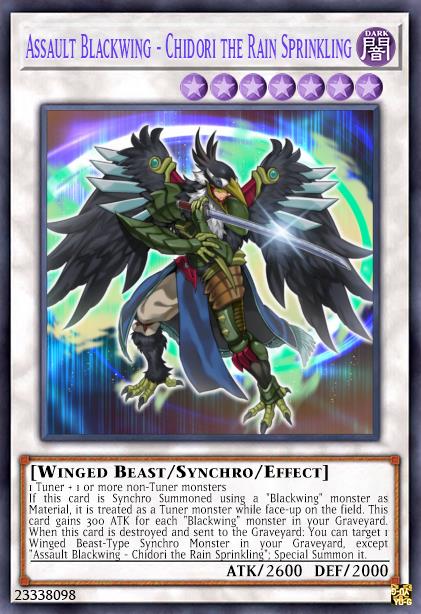 Assault Blackwing - Chidori the Rain Sprinkling
DARK
闇
[Winged Beast/Synchro/Effect]
1 Tuner + 1 or more non-Tuner monsters
If this card is Synchro Summoned using a "Blackwing" monster as
Material, it is treated as a Tuner monster while face-up on the field. This
card gains 300 ATK for each "Blackwing" monster in your Graveyard.
When this card is destroyed and sent to the Graveyard: You can target 1
Winged Beast-Type Synchro Monster in your Graveyard, except
"Assault Blackwing - Chidori the Rain Sprinkling"; Special Summon it.
ATK/2600 DEF/2000
23338098